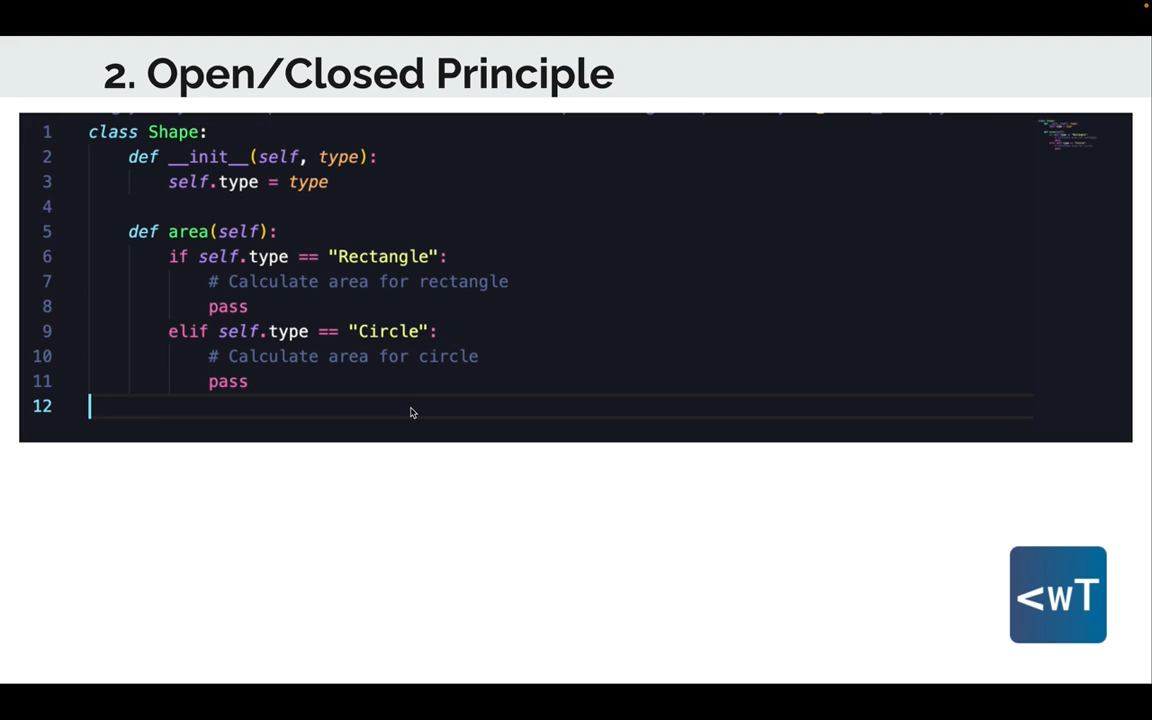 2. Open/Closed Principle
1 class Shape:
2     def __init__(self, type):
3         self.type = type
4
5     def area(self):
6         if self.type == "Rectangle":
7             # Calculate area for rectangle
8             pass
9         elif self.type == "Circle":
10             # Calculate area for circle
11             pass
12
<wT